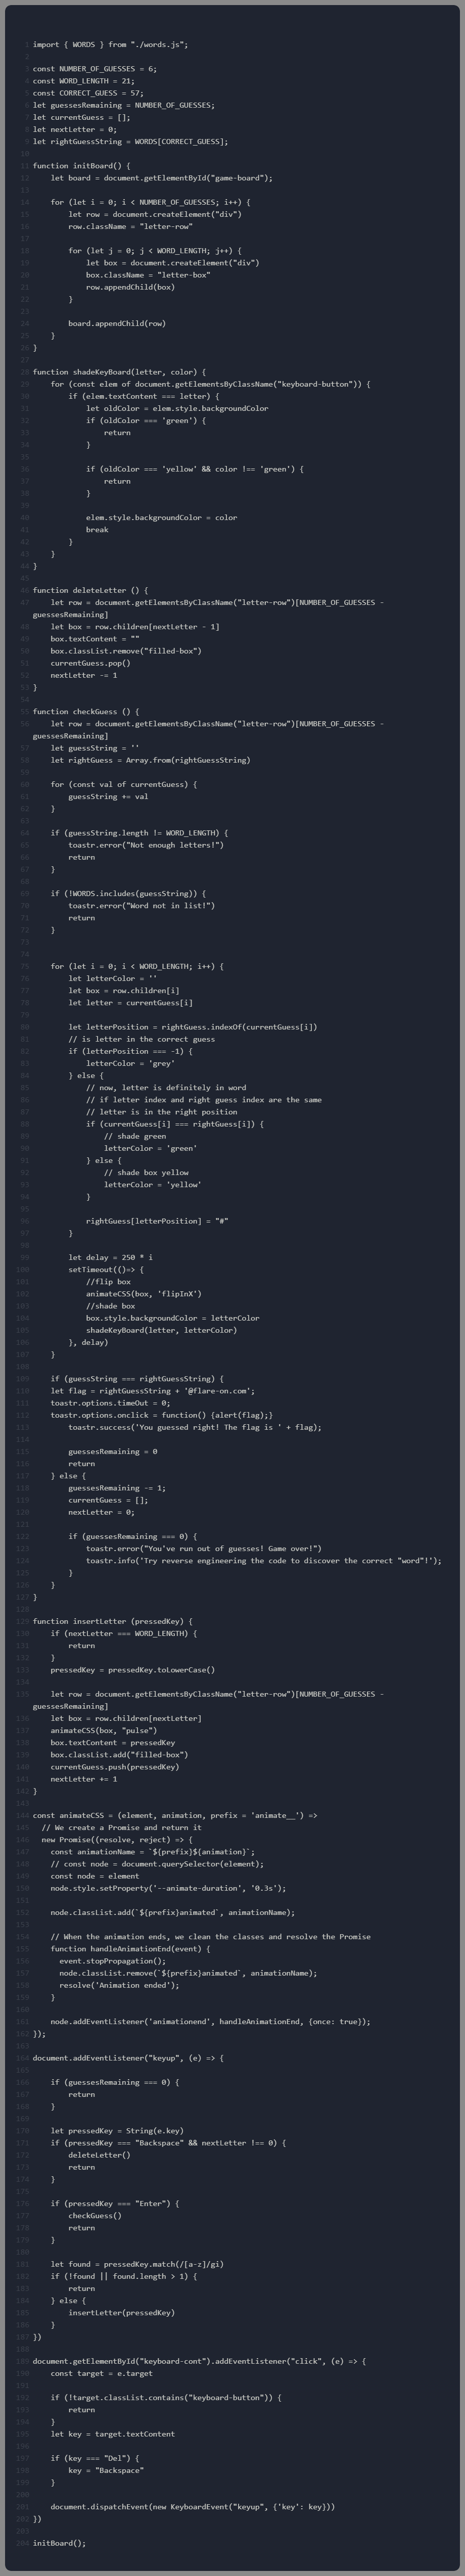 1 import { WORDS } from "./words.js";
2
3 const NUMBER_OF_GUESSES = 6;
4 const WORD_LENGTH = 21;
5 const CORRECT_GUESS = 57;
6 let guessesRemaining = NUMBER_OF_GUESSES;
7 let currentGuess = [];
8 let nextLetter = 0;
9 let rightGuessString = WORDS[CORRECT_GUESS];
10
11 function initBoard() {
12     let board = document.getElementById("game-board");
13
14     for (let i = 0; i < NUMBER_OF_GUESSES; i++) {
15         let row = document.createElement("div")
16         row.className = "letter-row"
17
18         for (let j = 0; j < WORD_LENGTH; j++) {
19             let box = document.createElement("div")
20             box.className = "letter-box"
21             row.appendChild(box)
22         }
23
24         board.appendChild(row)
25     }
26 }
27
28 function shadeKeyBoard(letter, color) {
29     for (const elem of document.getElementsByClassName("keyboard-button")) {
30         if (elem.textContent === letter) {
31             let oldColor = elem.style.backgroundColor
32             if (oldColor === 'green') {
33                 return
34             }
35
36             if (oldColor === 'yellow' && color !== 'green') {
37                 return
38             }
39
40             elem.style.backgroundColor = color
41             break
42         }
43     }
44 }
45
46 function deleteLetter () {
47     let row = document.getElementsByClassName("letter-row")[NUMBER_OF_GUESSES -
guessesRemaining]
48     let box = row.children[nextLetter - 1]
49     box.textContent = ""
50     box.classList.remove("filled-box")
51     currentGuess.pop()
52     nextLetter -= 1
53 }
54
55 function checkGuess () {
56     let row = document.getElementsByClassName("letter-row")[NUMBER_OF_GUESSES -
guessesRemaining]
57     let guessString = ''
58     let rightGuess = Array.from(rightGuessString)
59
60     for (const val of currentGuess) {
61         guessString += val
62     }
63
64     if (guessString.length != WORD_LENGTH) {
65         toastr.error("Not enough letters!")
66         return
67     }
68
69     if (!WORDS.includes(guessString)) {
70         toastr.error("Word not in list!")
71         return
72     }
73
74
75     for (let i = 0; i < WORD_LENGTH; i++) {
76         let letterColor = ''
77         let box = row.children[i]
78         let letter = currentGuess[i]
79
80         let letterPosition = rightGuess.indexOf(currentGuess[i])
81         // is letter in the correct guess
82         if (letterPosition === -1) {
83             letterColor = 'grey'
84         } else {
85             // now, letter is definitely in word
86             // if letter index and right guess index are the same
87             // letter is in the right position
88             if (currentGuess[i] === rightGuess[i]) {
89                 // shade green
90                 letterColor = 'green'
91             } else {
92                 // shade box yellow
93                 letterColor = 'yellow'
94             }
95
96             rightGuess[letterPosition] = "#"
97         }
98
99         let delay = 250 * i
100         setTimeout(()=> {
101             //flip box
102             animateCSS(box, 'flipInX')
103             //shade box
104             box.style.backgroundColor = letterColor
105             shadeKeyBoard(letter, letterColor)
106         }, delay)
107     }
108
109     if (guessString === rightGuessString) {
110     let flag = rightGuessString + '@flare-on.com';
111     toastr.options.timeOut = 0;
112     toastr.options.onclick = function() {alert(flag);}
113         toastr.success('You guessed right! The flag is ' + flag);
114
115         guessesRemaining = 0
116         return
117     } else {
118         guessesRemaining -= 1;
119         currentGuess = [];
120         nextLetter = 0;
121
122         if (guessesRemaining === 0) {
123             toastr.error("You've run out of guesses! Game over!")
124             toastr.info('Try reverse engineering the code to discover the correct "word"!');
125         }
126     }
127 }
128
129 function insertLetter (pressedKey) {
130     if (nextLetter === WORD_LENGTH) {
131         return
132     }
133     pressedKey = pressedKey.toLowerCase()
134
135     let row = document.getElementsByClassName("letter-row")[NUMBER_OF_GUESSES -
guessesRemaining]
136     let box = row.children[nextLetter]
137     animateCSS(box, "pulse")
138     box.textContent = pressedKey
139     box.classList.add("filled-box")
140     currentGuess.push(pressedKey)
141     nextLetter += 1
142 }
143
144 const animateCSS = (element, animation, prefix = 'animate__') =>
145   // We create a Promise and return it
146   new Promise((resolve, reject) => {
147     const animationName = `${prefix}${animation}`;
148     // const node = document.querySelector(element);
149     const node = element
150     node.style.setProperty('--animate-duration', '0.3s');
151
152     node.classList.add(`${prefix}animated`, animationName);
153
154     // When the animation ends, we clean the classes and resolve the Promise
155     function handleAnimationEnd(event) {
156       event.stopPropagation();
157       node.classList.remove(`${prefix}animated`, animationName);
158       resolve('Animation ended');
159     }
160
161     node.addEventListener('animationend', handleAnimationEnd, {once: true});
162 });
163
164 document.addEventListener("keyup", (e) => {
165
166     if (guessesRemaining === 0) {
167         return
168     }
169
170     let pressedKey = String(e.key)
171     if (pressedKey === "Backspace" && nextLetter !== 0) {
172         deleteLetter()
173         return
174     }
175
176     if (pressedKey === "Enter") {
177         checkGuess()
178         return
179     }
180
181     let found = pressedKey.match(/[a-z]/gi)
182     if (!found || found.length > 1) {
183         return
184     } else {
185         insertLetter(pressedKey)
186     }
187 })
188
189 document.getElementById("keyboard-cont").addEventListener("click", (e) => {
190     const target = e.target
191
192     if (!target.classList.contains("keyboard-button")) {
193         return
194     }
195     let key = target.textContent
196
197     if (key === "Del") {
198         key = "Backspace"
199     }
200
201     document.dispatchEvent(new KeyboardEvent("keyup", {'key': key}))
202 })
203
204 initBoard();